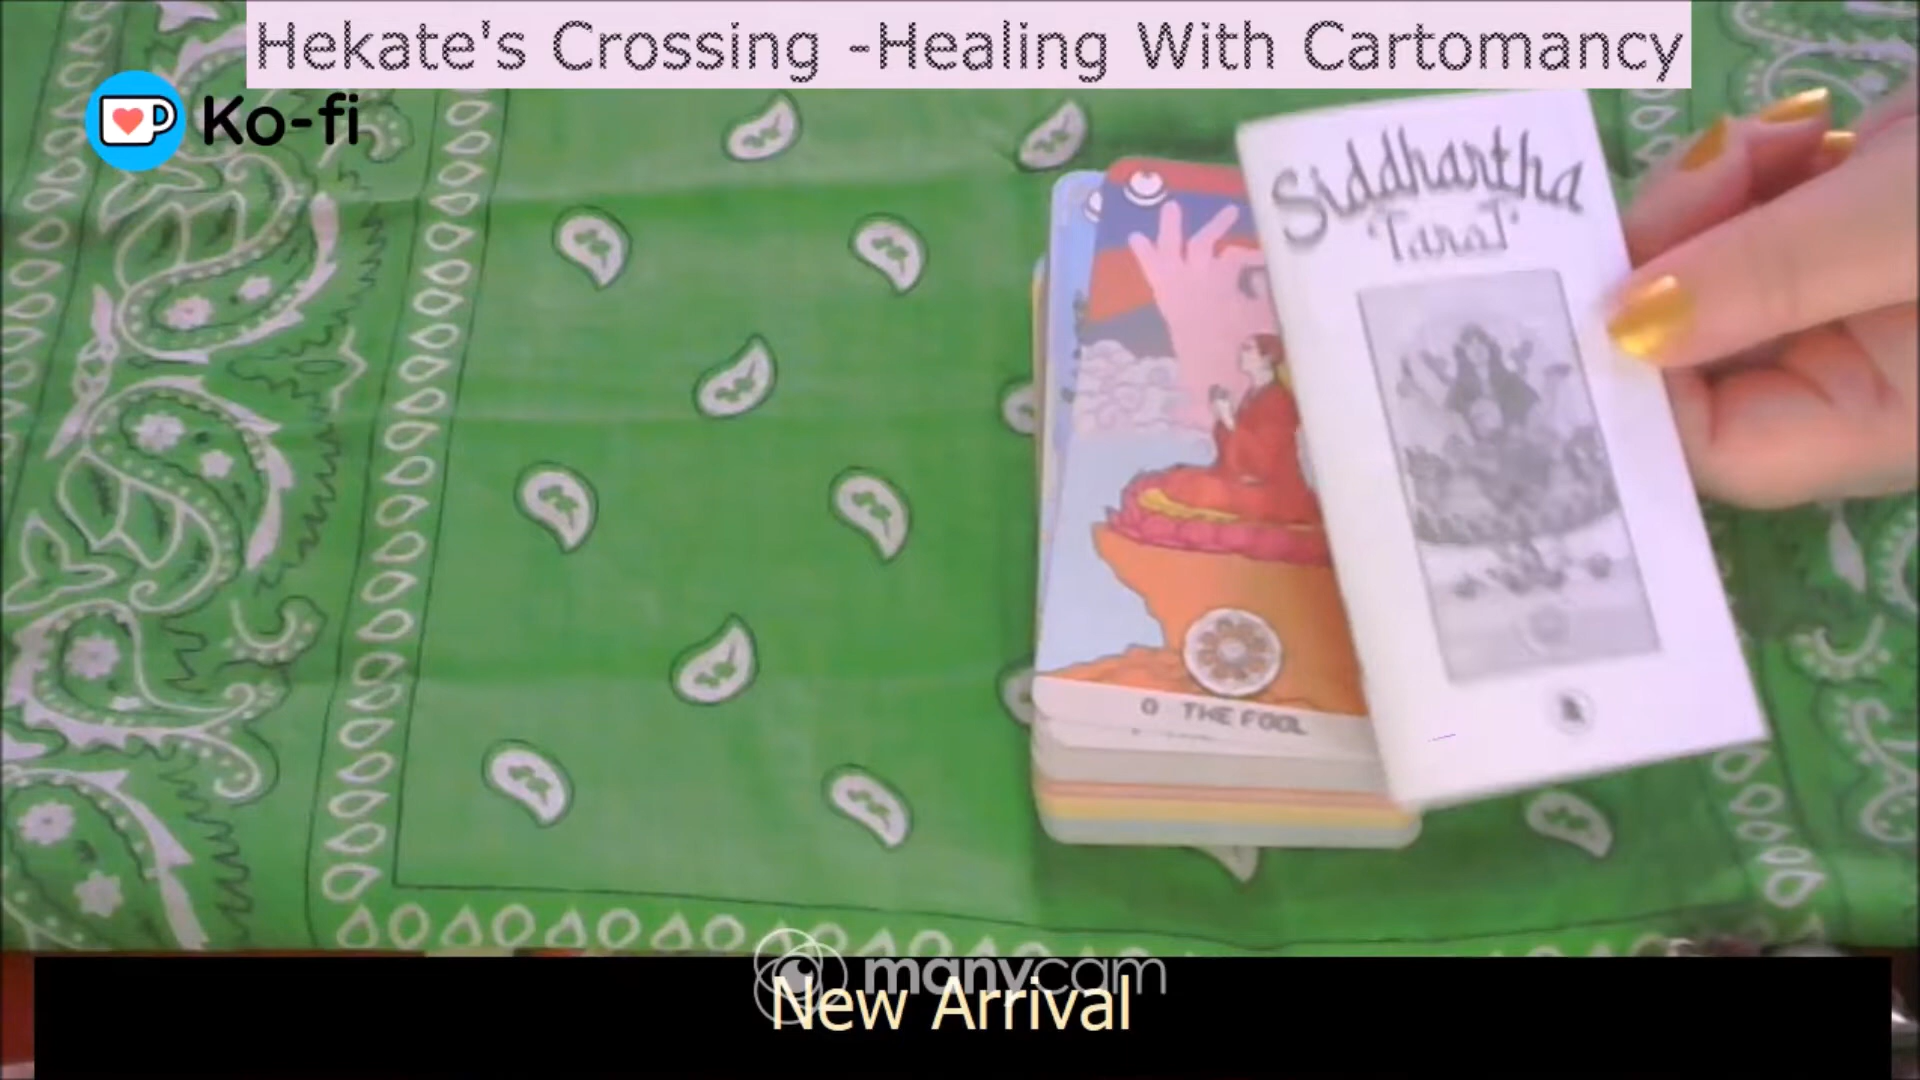 Hekate's Crossing -Healing With Cartomancy
Ko-fi
Siddhartha
Tarot
0 THE FOOL
manycam
New Arrival